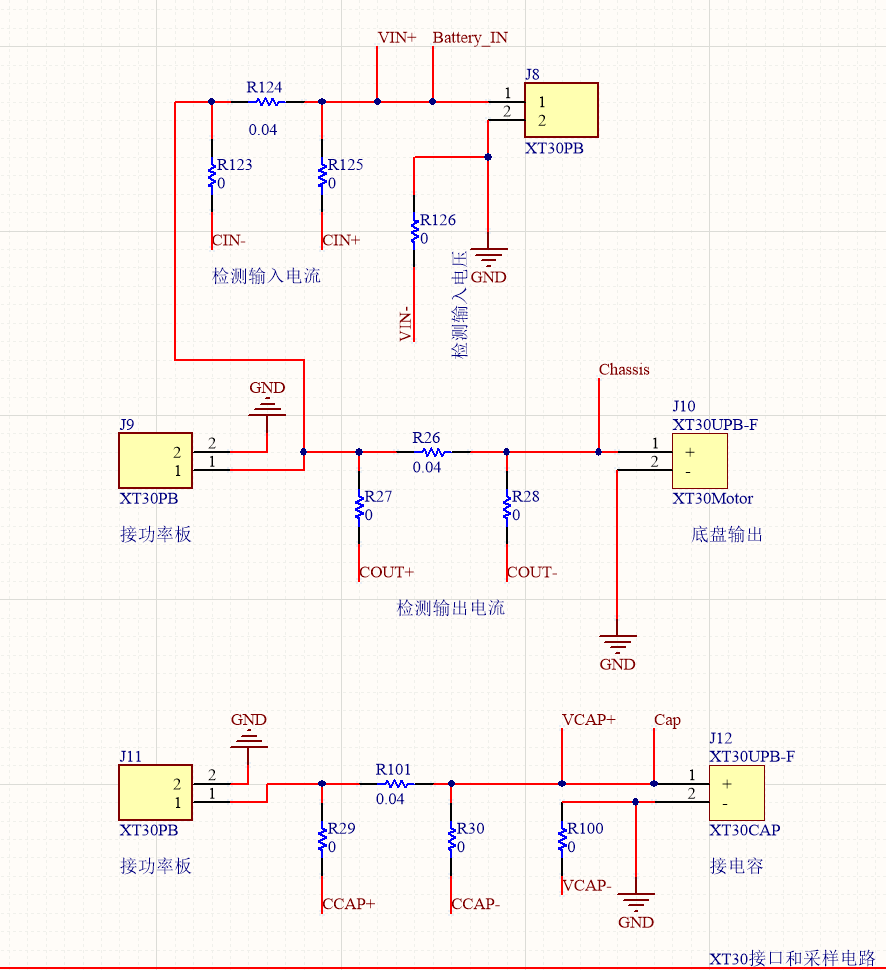 VIN+
Battery_IN
J8
R124
1
1
2
2
0.04
XT30PB
R123
0
R125
0
R126
0
CIN-
CIN+
检测输入电流
GND
VIN-
检测输入电压
Chassis
GND
J10
J9
XT30UPB-F
R26
2
2
1
+
1
1
2
-
0.04
XT30PB
R27
0
R28
0
XT30Motor
接功率板
底盘输出
COUT+
COUT-
检测输出电流
GND
GND
VCAP+
Cap
J12
J11
XT30UPB-F
R101
2
2
1
+
1
1
2
-
0.04
XT30PB
R29
0
R30
0
R100
0
XT30CAP
接功率板
接电容
VCAP-
CCAP+
CCAP-
GND
XT30接口和采样电路